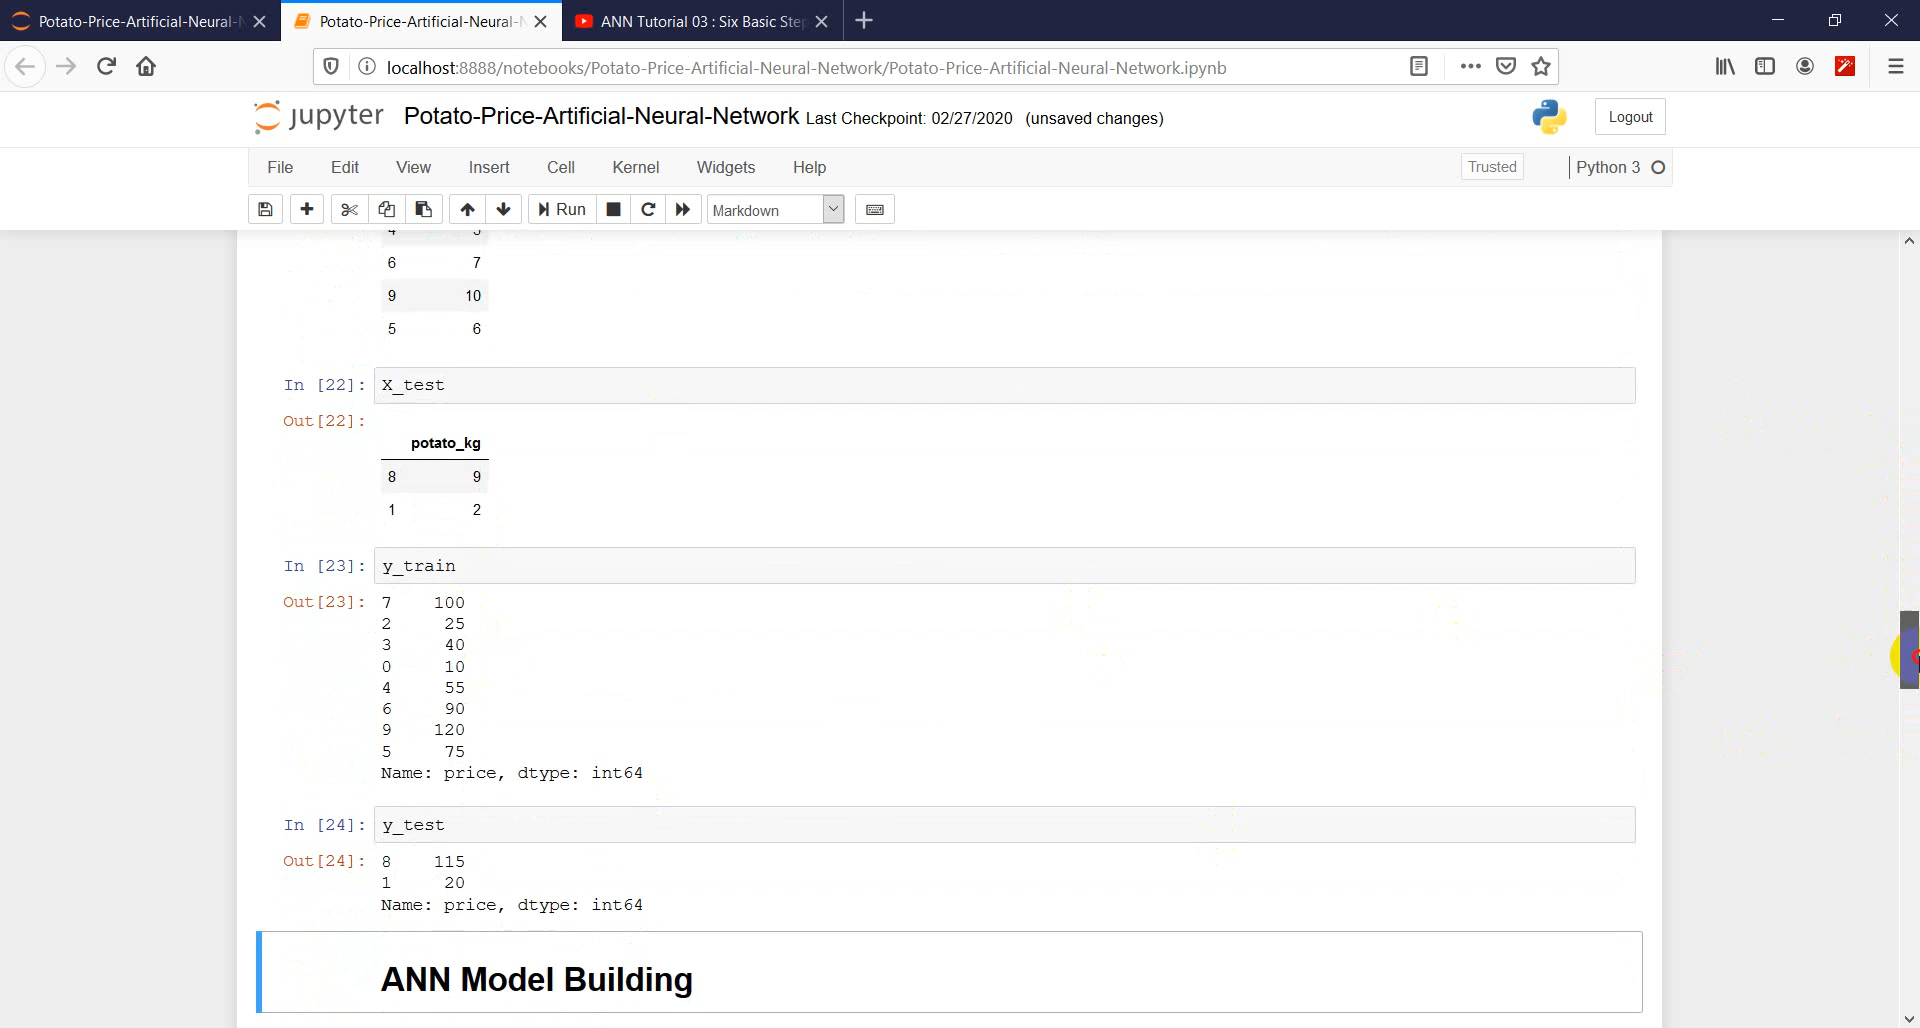 Potato-Price-Artificial-Neural-
Potato-Price-Artificial-Neural-
ANN Tutorial 03 : Six Basic Ste
localhost:8888/notebooks/Potato-Price-Artificial-Neural-Network/Potato-Price-Artificial-Neural-Network.ipynb
jupyter Potato-Price-Artificial-Neural-Network Last Checkpoint: 02/27/2020 (unsaved changes)
Logout
File Edit View Insert Cell Kernel Widgets Help
Trusted
Python 3
Run
Markdown
6 7
9 10
5 6
In [22]: X_test
Out[22]:
potato_kg
8 9
1 2
In [23]: y_train
Out[23]: 7 100
2 25
3 40
0 10
4 55
6 90
9 120
5 75
Name: price, dtype: int64
In [24]: y_test
Out[24]: 8 115
1 20
Name: price, dtype: int64
ANN Model Building